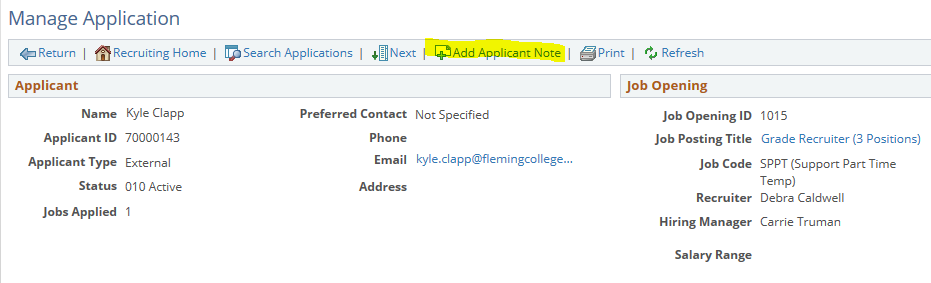 Manage Application
Return | Recruiting Home | Search Applications | Next | Add Applicant Note | Print | Refresh
Applicant
Name Kyle Clapp
Applicant ID 70000143
Applicant Type External
Status 010 Active
Jobs Applied 1
Preferred Contact Not Specified
Phone
Email kyle.clapp@flemingcollege...
Address
Job Opening
Job Opening ID 1015
Job Posting Title Grade Recruiter (3 Positions)
Job Code SPPT (Support Part Time
Temp)
Recruiter Debra Caldwell
Hiring Manager Carrie Truman
Salary Range